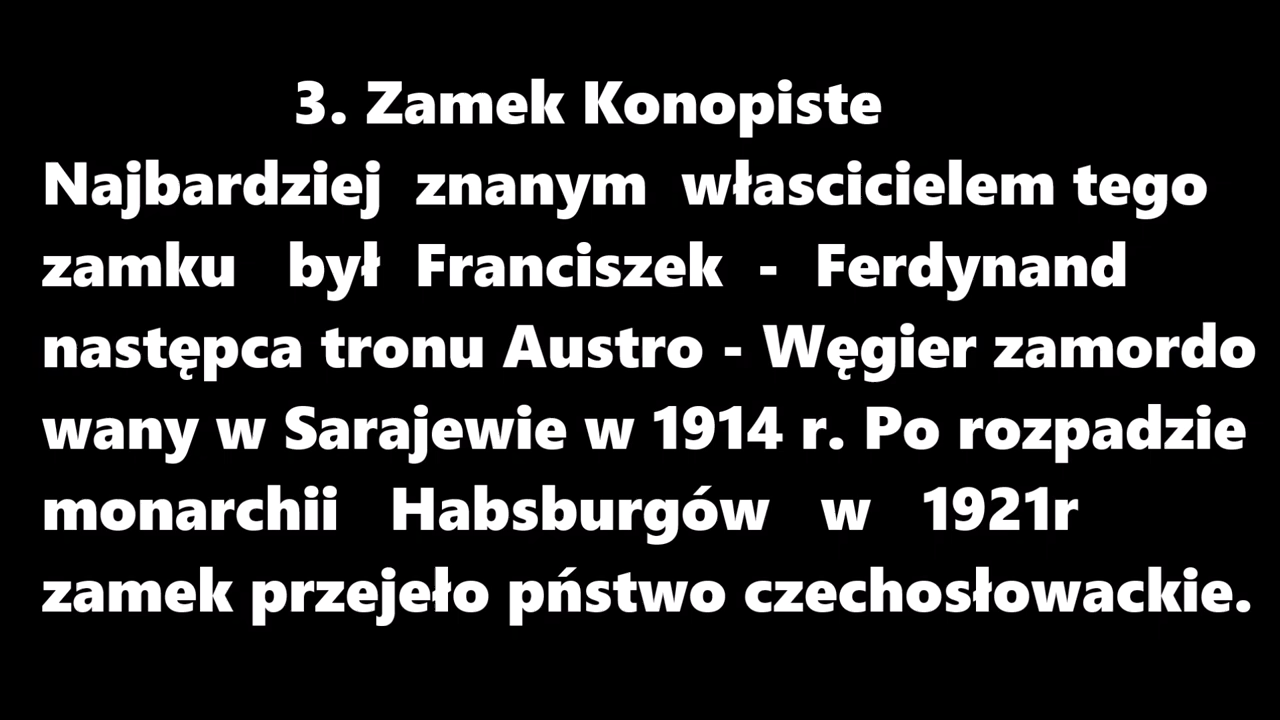 3. Zamek Konopiste
Najbardziej znanym włascicielem tego
zamku był Franciszek - Ferdynand
następca tronu Austro - Węgier zamordo
wany w Sarajewie w 1914 r. Po rozpadzie
monarchii Habsburgów w 1921r
zamek przejeło pństwo czechosłowackie.